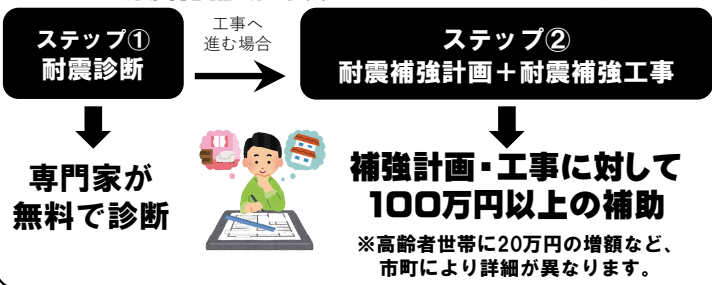 ステップ①
耐震診断
工事へ
進む場合
ステップ②
耐震補強計画＋耐震補強工事
専門家が
無料で診断
補強計画・工事に対して
100万円以上の補助
※高齢者世帯に20万円の増額など、
市町により詳細が異なります。